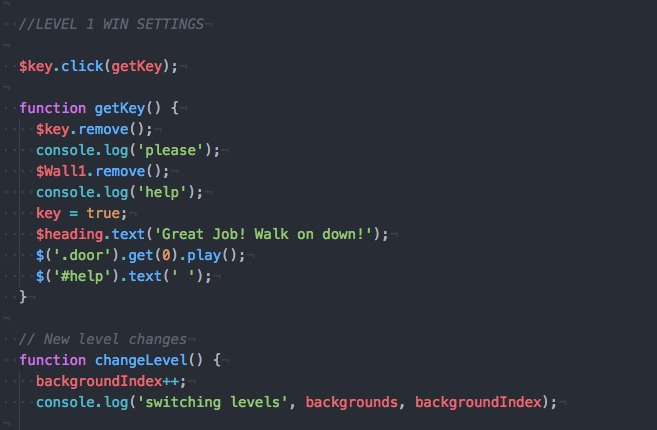 //LEVEL 1 WIN SETTINGS
$key.click(getKey);
function getKey() {
$key.remove();
console.log('please');
$Wall1.remove();
console.log('help');
key = true;
$heading.text('Great Job! Walk on down!');
$('.door').get(0).play();
$('#help').text(' ');
}
// New level changes
function changeLevel() {
backgroundIndex++;
console.log('switching levels', backgrounds, backgroundIndex);